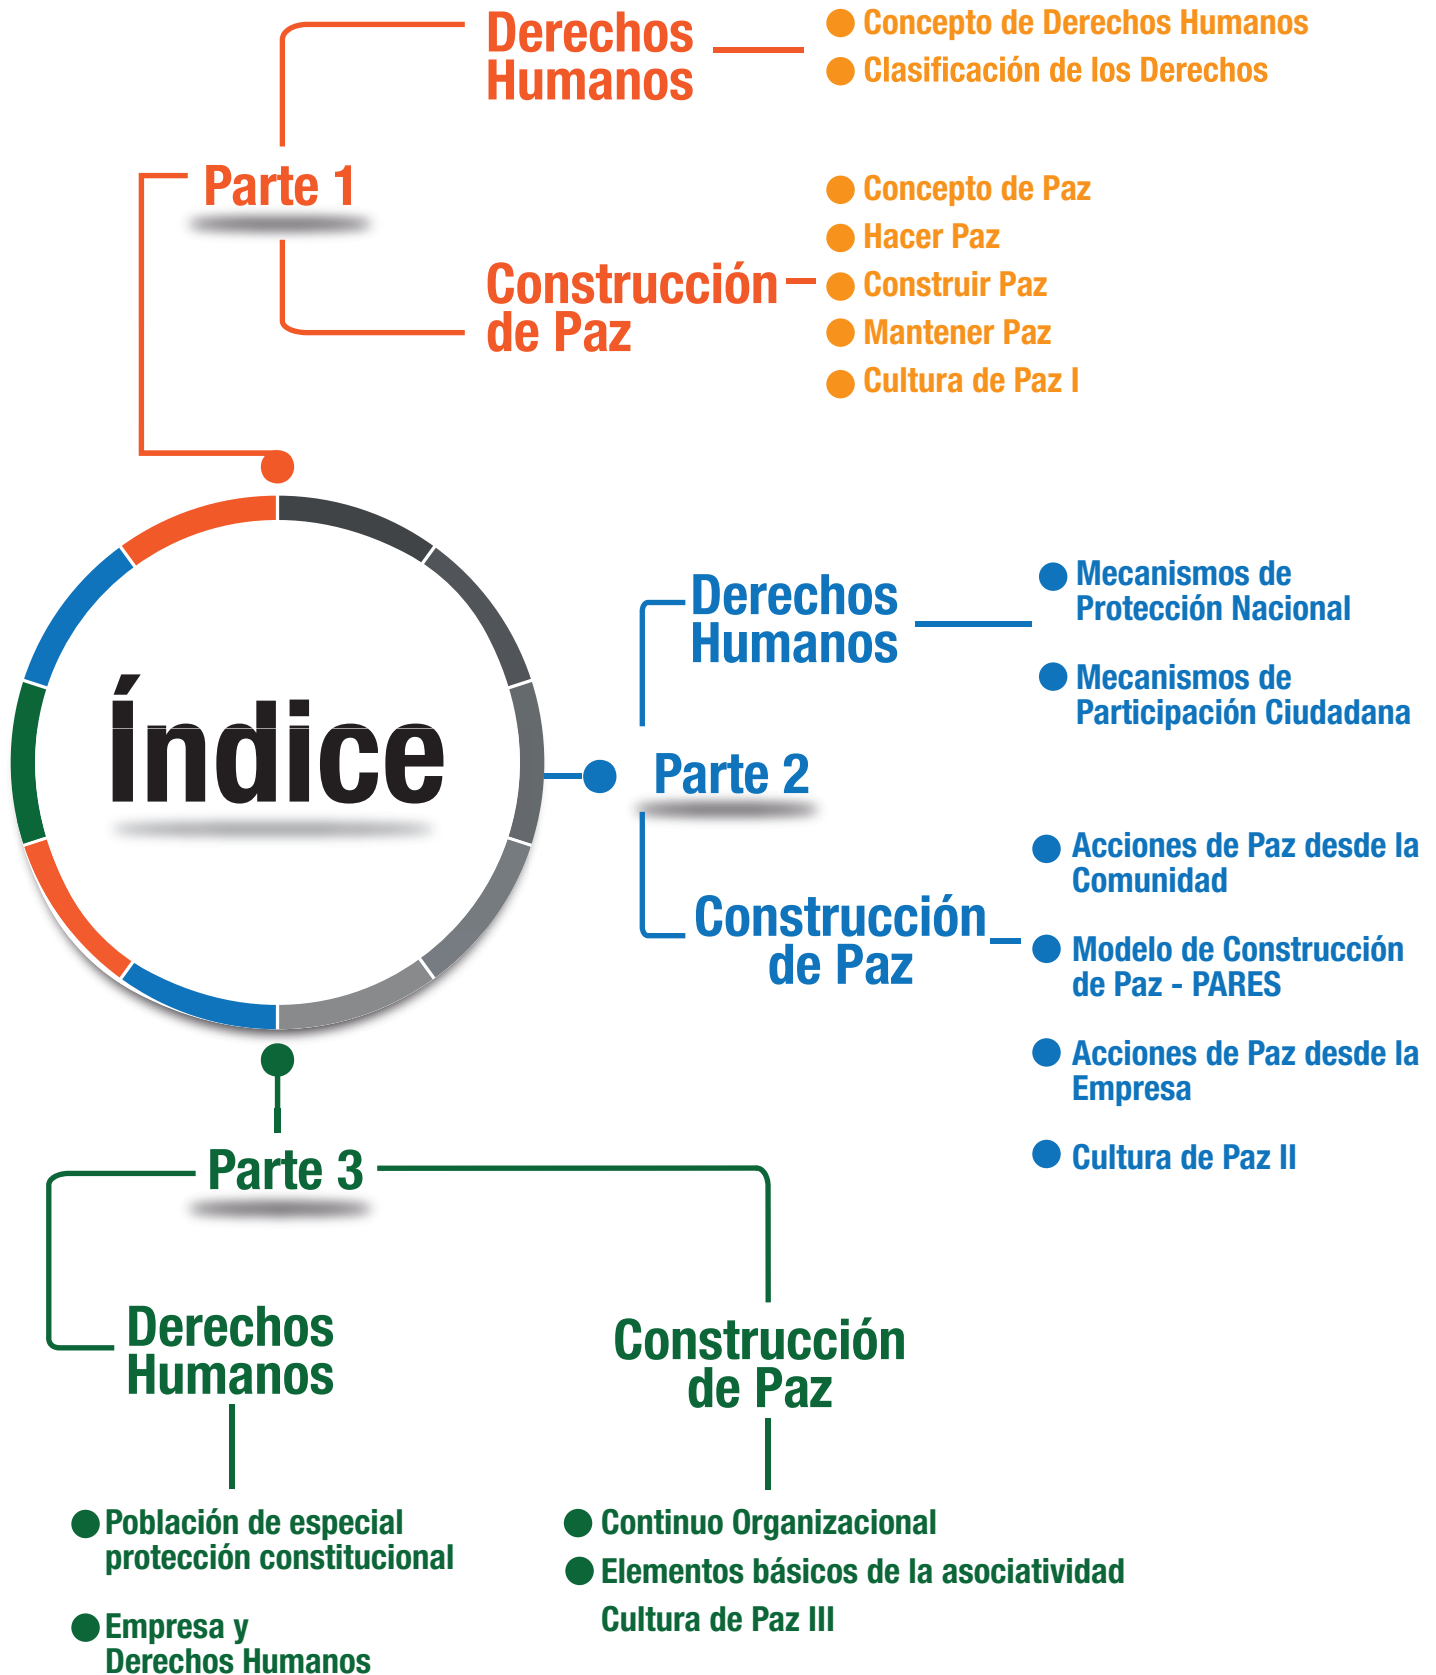 Derechos
Humanos
Concepto de Derechos Humanos
Clasificación de los Derechos
Parte 1
Construcción
de Paz
Concepto de Paz
Hacer Paz
Construir Paz
Mantener Paz
Cultura de Paz I
Índice
Parte 2
Derechos
Humanos
Mecanismos de
Protección Nacional
Mecanismos de
Participación Ciudadana
Construcción
de Paz
Acciones de Paz desde la
Comunidad
Modelo de Construcción
de Paz - PARES
Acciones de Paz desde la
Empresa
Cultura de Paz II
Parte 3
Derechos
Humanos
Población de especial
protección constitucional
Empresa y
Derechos Humanos
Construcción
de Paz
Continuo Organizacional
Elementos básicos de la asociatividad
Cultura de Paz III